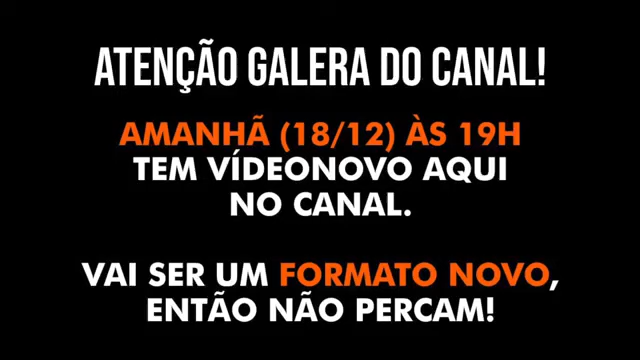 ATENÇÃO GALERA DO CANAL!
AMANHÃ (18/12) ÀS 19H
TEM VÍDEONOVO AQUI
NO CANAL.
VAI SER UM FORMATO NOVO,
ENTÃO NÃO PERCAM!